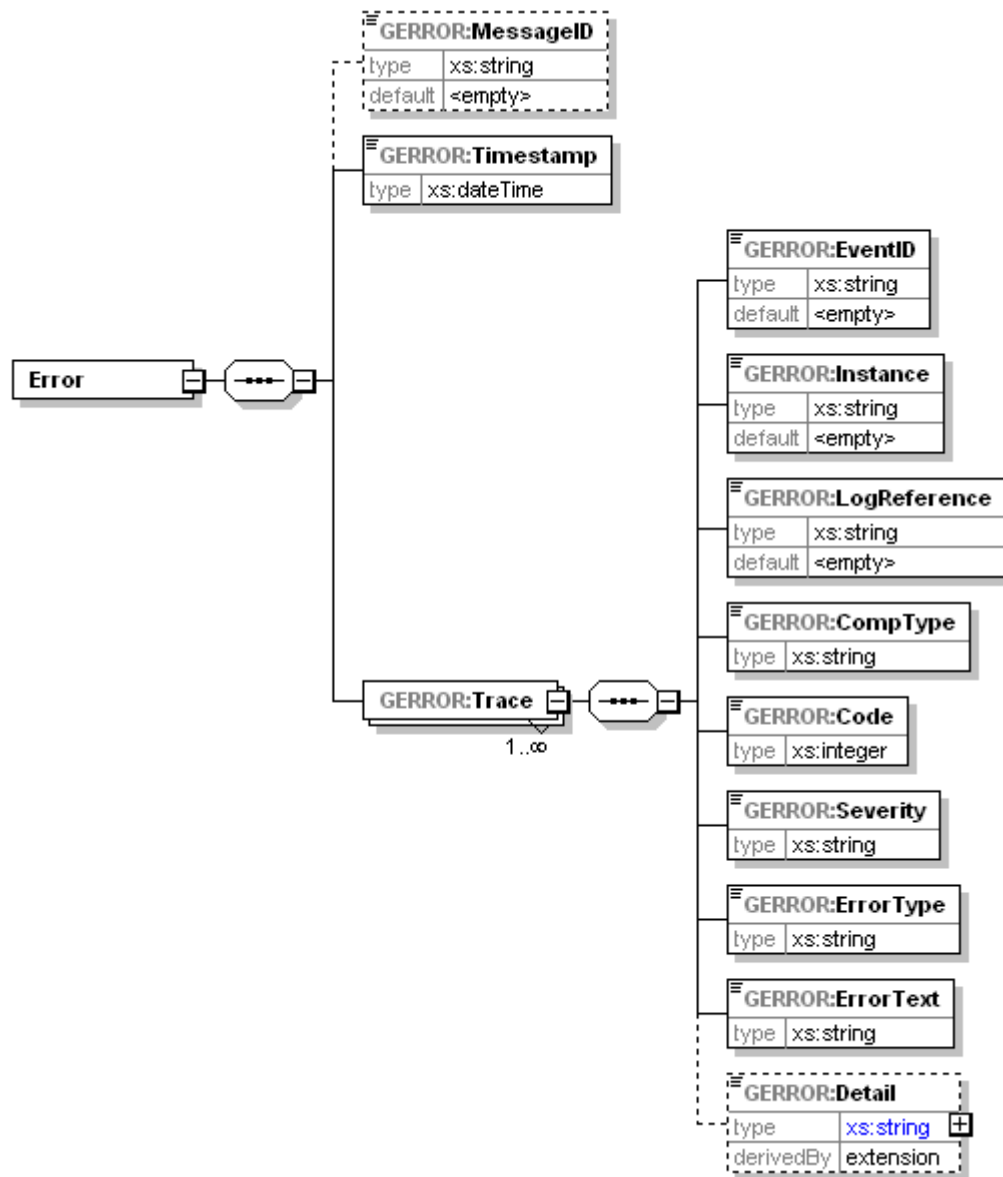 GERROR:MessageID
type xs:string
default <empty>
GERROR:Timestamp
type xs:dateTime
GERROR:EventID
type xs:string
default <empty>
GERROR:Instance
type xs:string
default <empty>
Error
GERROR:LogReference
type xs:string
default <empty>
GERROR:CompType
type xs:string
GERROR:Trace
1..∞
GERROR:Code
type xs:integer
GERROR:Severity
type xs:string
GERROR:ErrorType
type xs:string
GERROR:ErrorText
type xs:string
GERROR:Detail
type xs:string
derivedBy extension